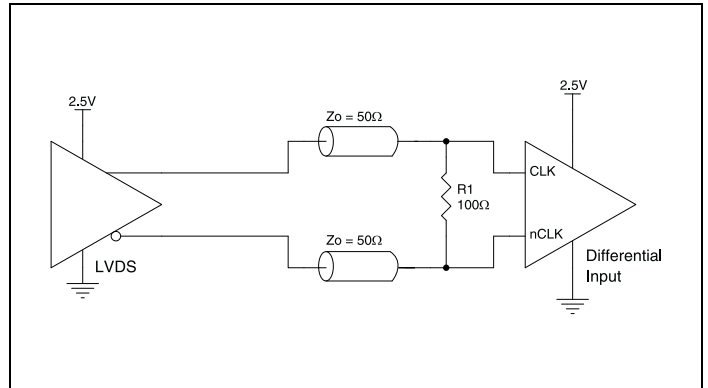 2.5V
2.5V
Zo = 50Ω
CLK
R1
100Ω
nCLK
Zo = 50Ω
LVDS
Differential
Input